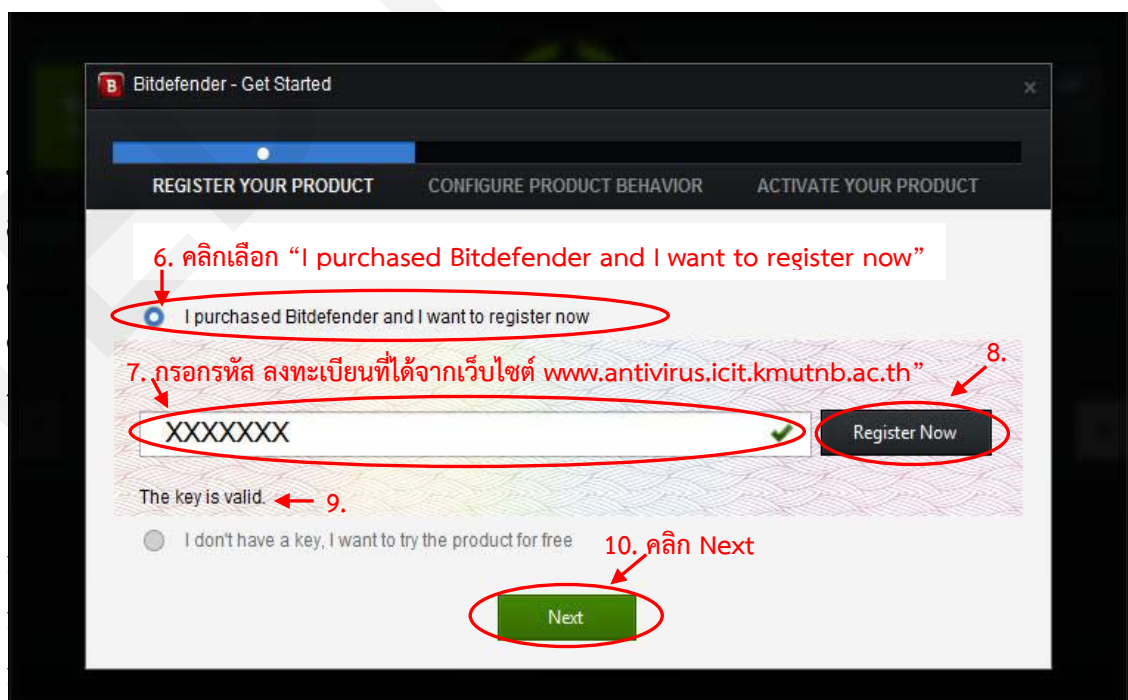 Bitdefender - Get Started
REGISTER YOUR PRODUCT CONFIGURE PRODUCT BEHAVIOR ACTIVATE YOUR PRODUCT
6. คลิกเลือก “I purchased Bitdefender and I want to register now”
I purchased Bitdefender and I want to register now
7. กรอกรหัส ลงทะเบียนที่ได้จากเว็บไซต์ www.antivirus.icit.kmutnb.ac.th”
8.
XXXXXXX
Register Now
The key is valid.
9.
I don't have a key, I want to try the product for free
10. คลิก Next
Next